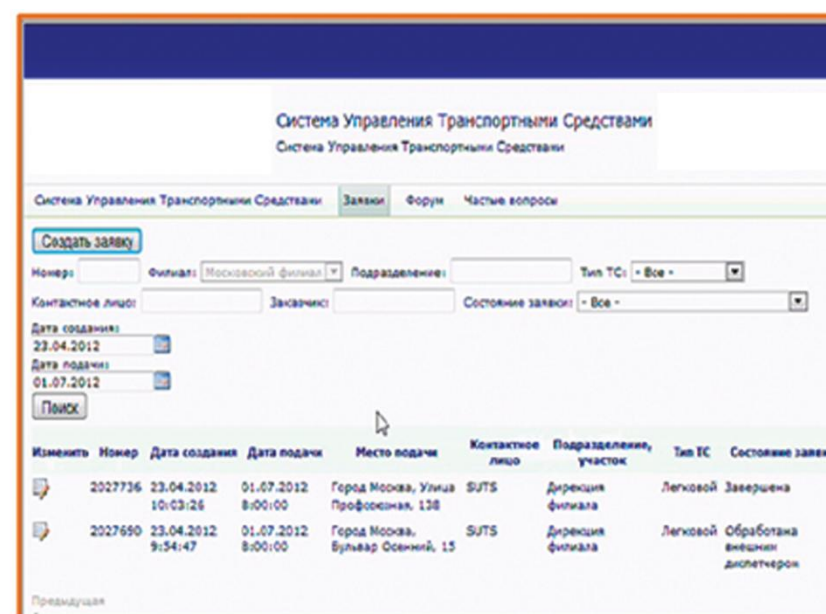 Система Управления Транспортными Средствами
Система Управления Транспортными Средствами
Система Управления Транспортными Средствами Заявки Форум Частые вопросы
Создать заявку
Номер: Филиал: Московский филиал Подразделение: Тип ТС: - Все -
Контактное лицо: Заказчик: Состояние заявки: - Все -
Дата создания:
23.04.2012
Дата подачи:
01.07.2012
Поиск
Изменить Номер Дата создания Дата подачи Место подачи Контактное лицо Подразделение, участок Тип ТС Состояние заяв
2027736 23.04.2012 01.07.2012 Город Москва, Улица SUTS Дирекция Легковой Завершена
10:03:26 8:00:00 Профсоюзная, 138 филиала
2027690 23.04.2012 01.07.2012 Город Москва, SUTS Дирекция Легковой Обработана
9:54:47 8:00:00 Бульвар Осенний, 15 филиала внешним
диспетчером
Предыдущая